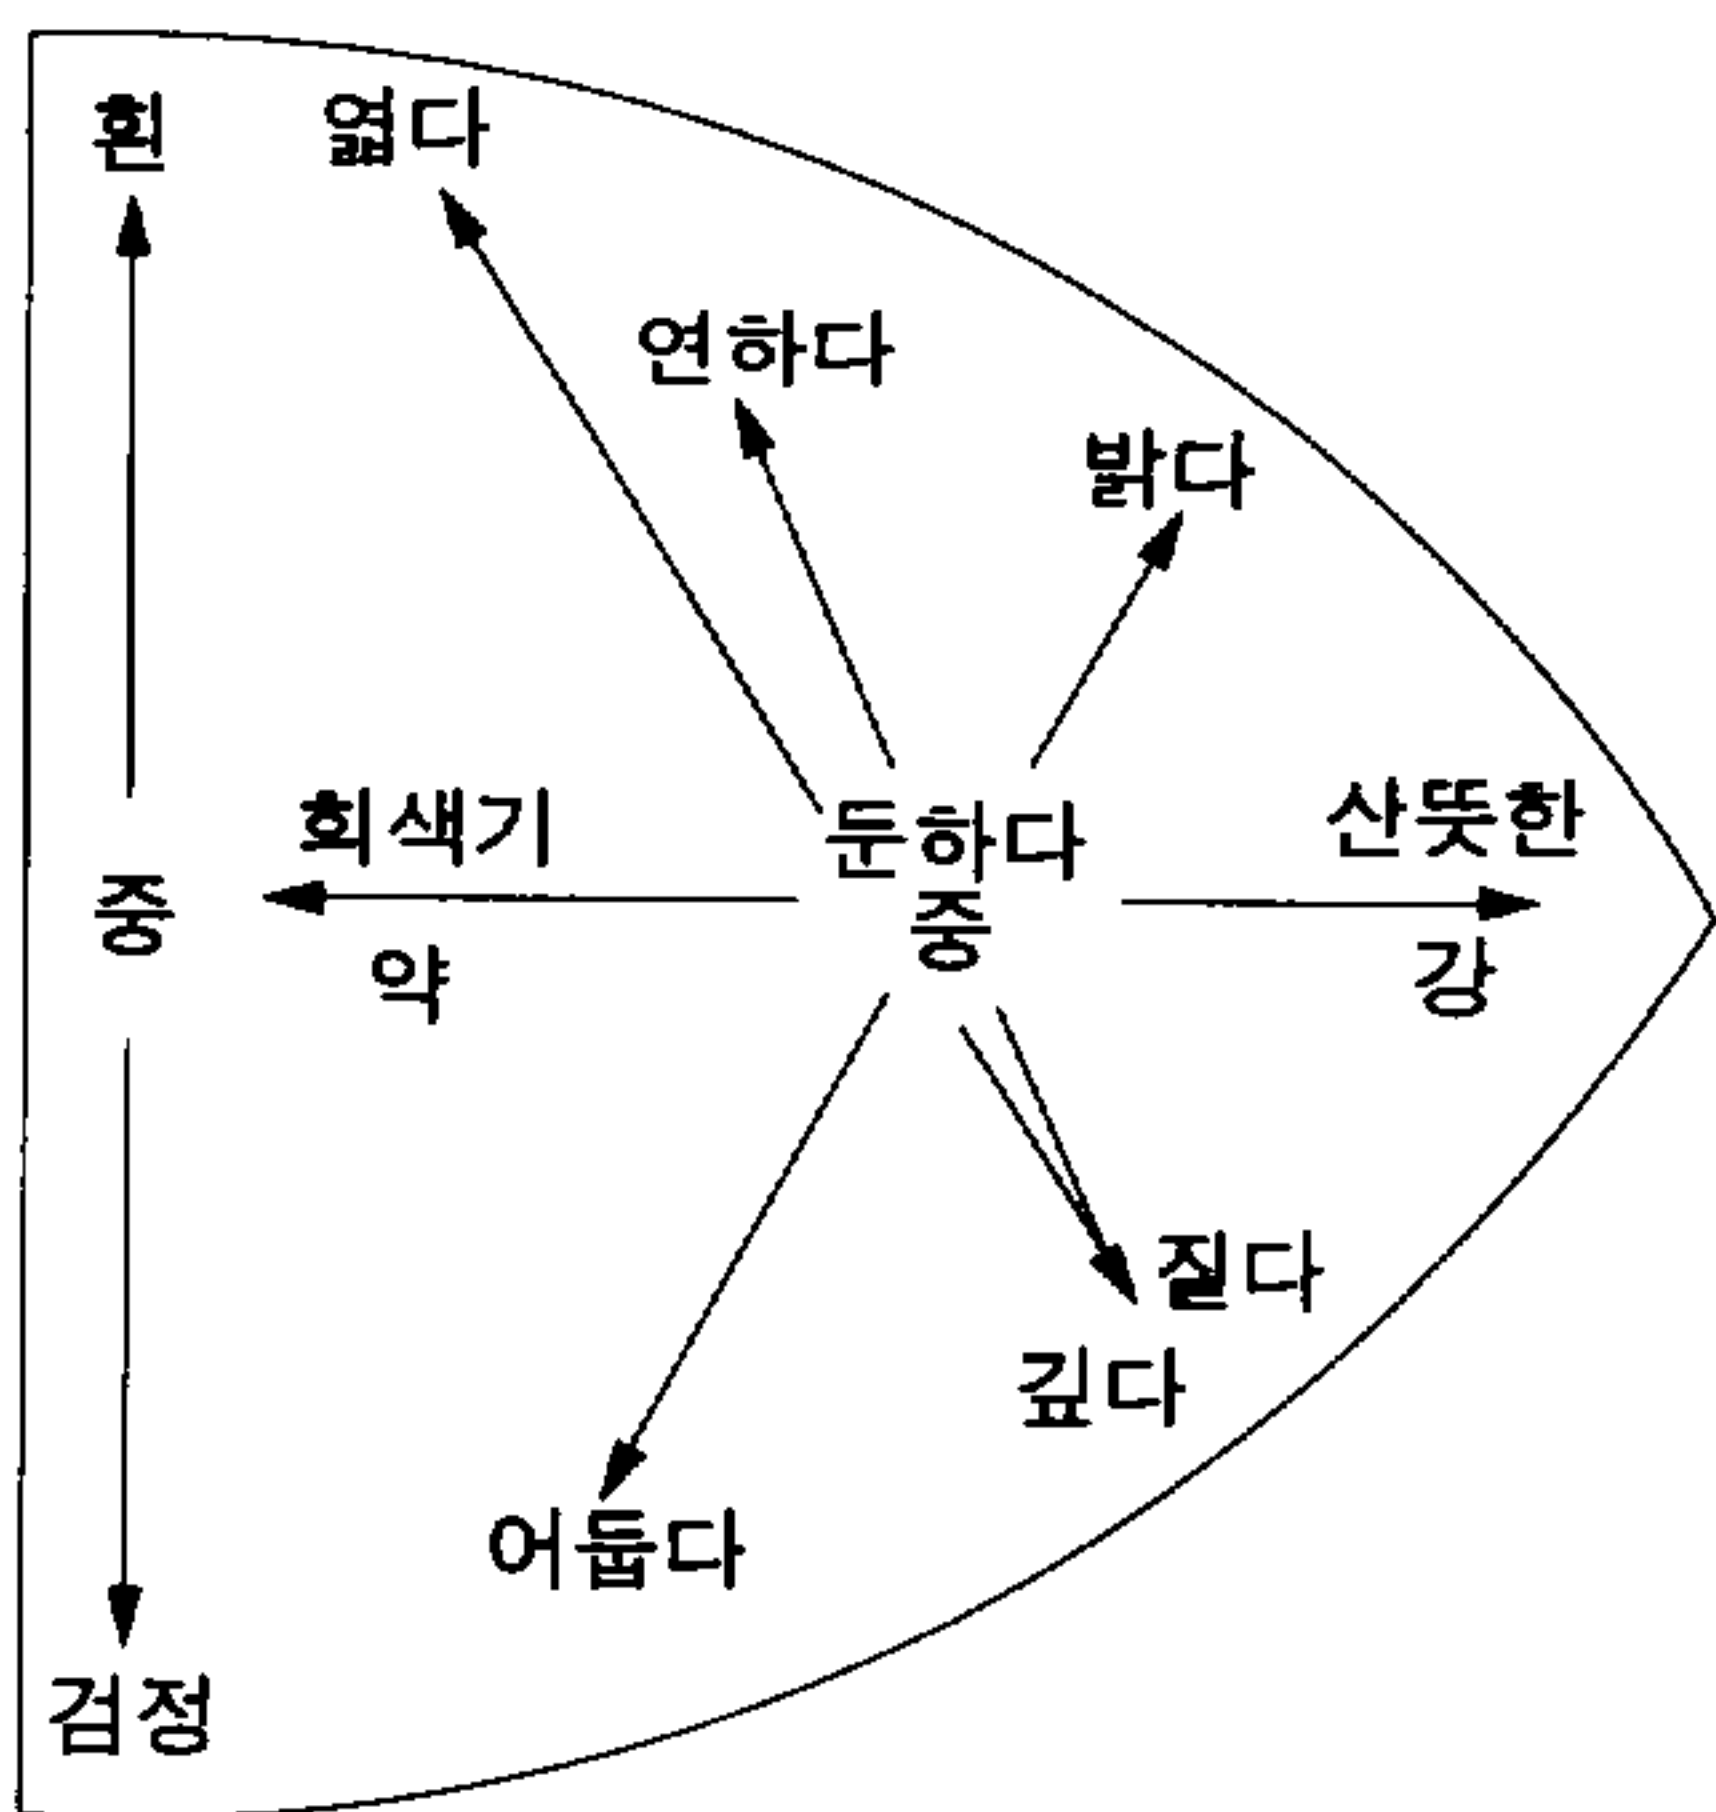 흰 엷다
연하다
밝다
회색기 둔하다 산뜻한
중 중
약 강
짙다
깊다
어둡다
검정